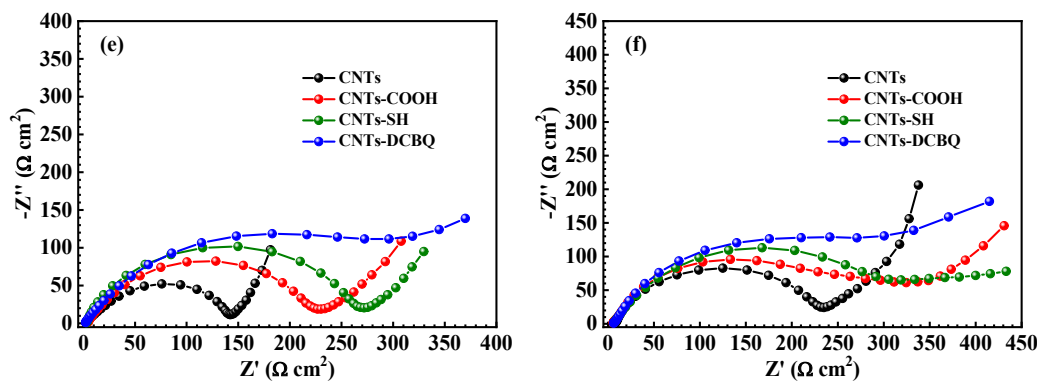 (e)
CNTs
CNTs-COOH
CNTs-SH
CNTs-DCBQ
400
350
300
250
200
150
100
50
0
0 50 100 150 200 250 300 350 400
-Z'' (Ω cm²)
Z' (Ω cm²)
(f)
CNTs
CNTs-COOH
CNTs-SH
CNTs-DCBQ
450
400
350
300
250
200
150
100
50
0
0 50 100 150 200 250 300 350 400 450
-Z'' (Ω cm²)
Z' (Ω cm²)